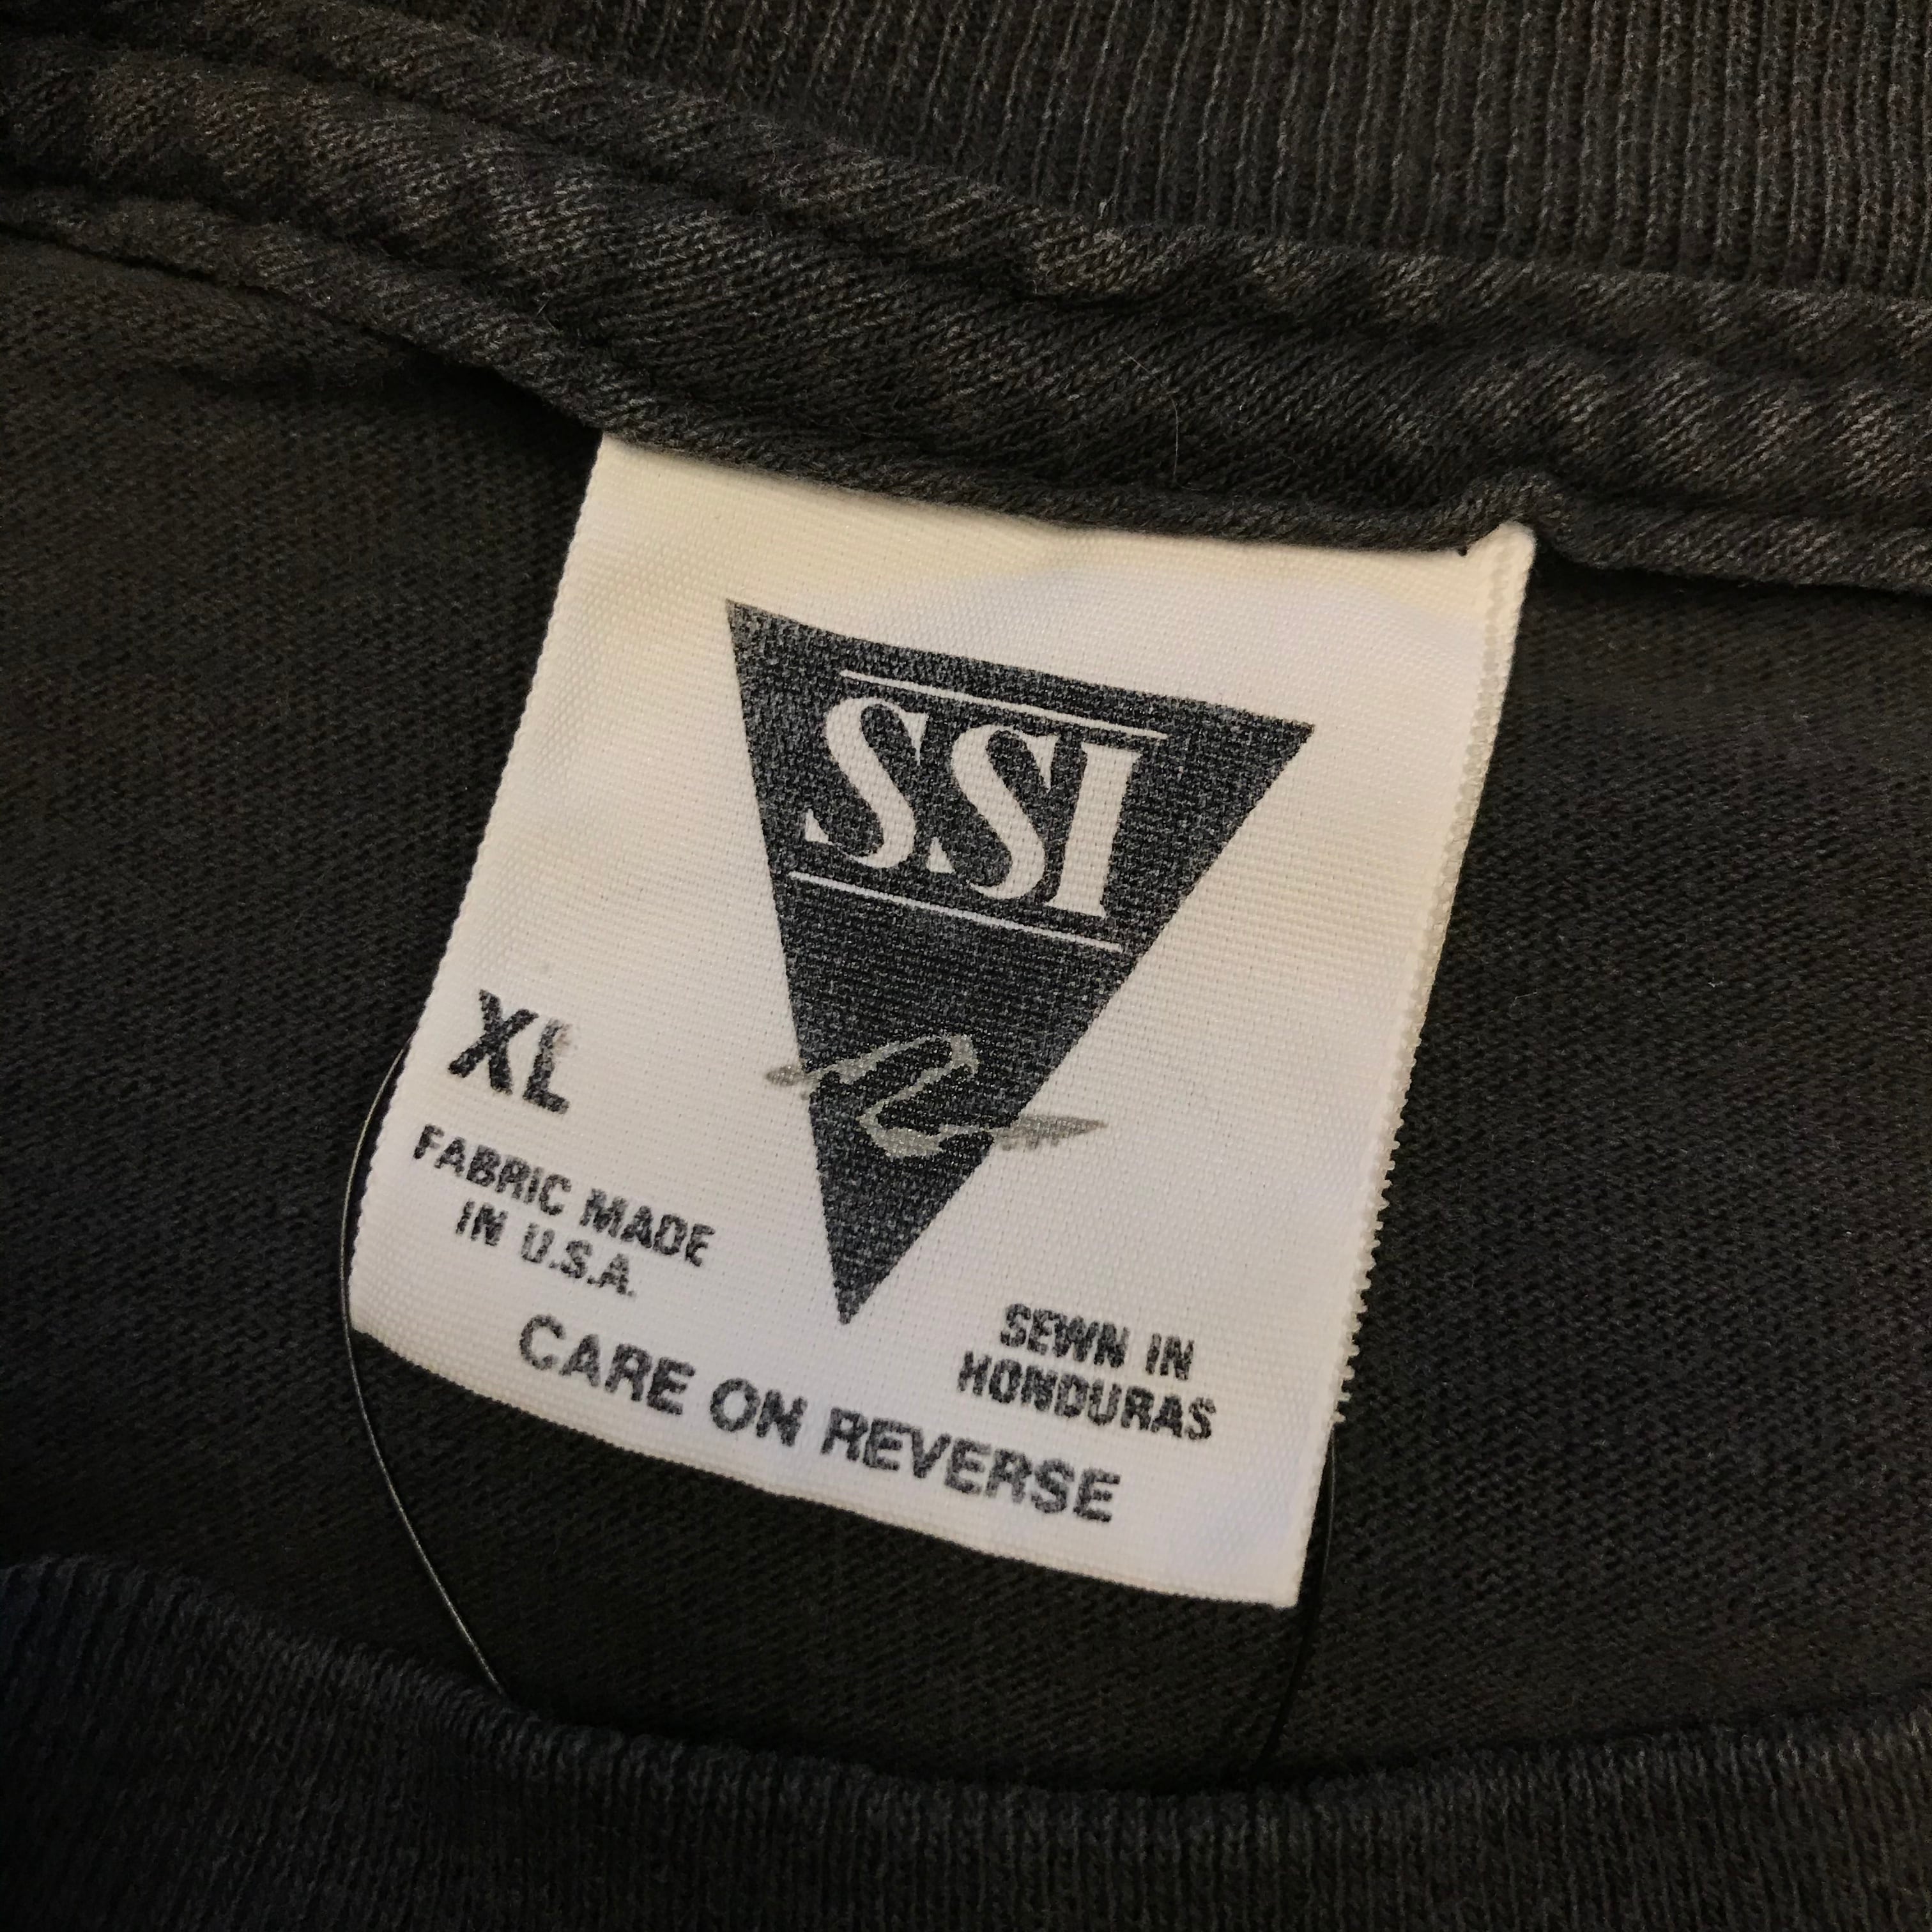 SSI
XL
FABRIC MADE
IN U.S.A.
SEWN IN
HONDURAS
CARE ON REVERSE